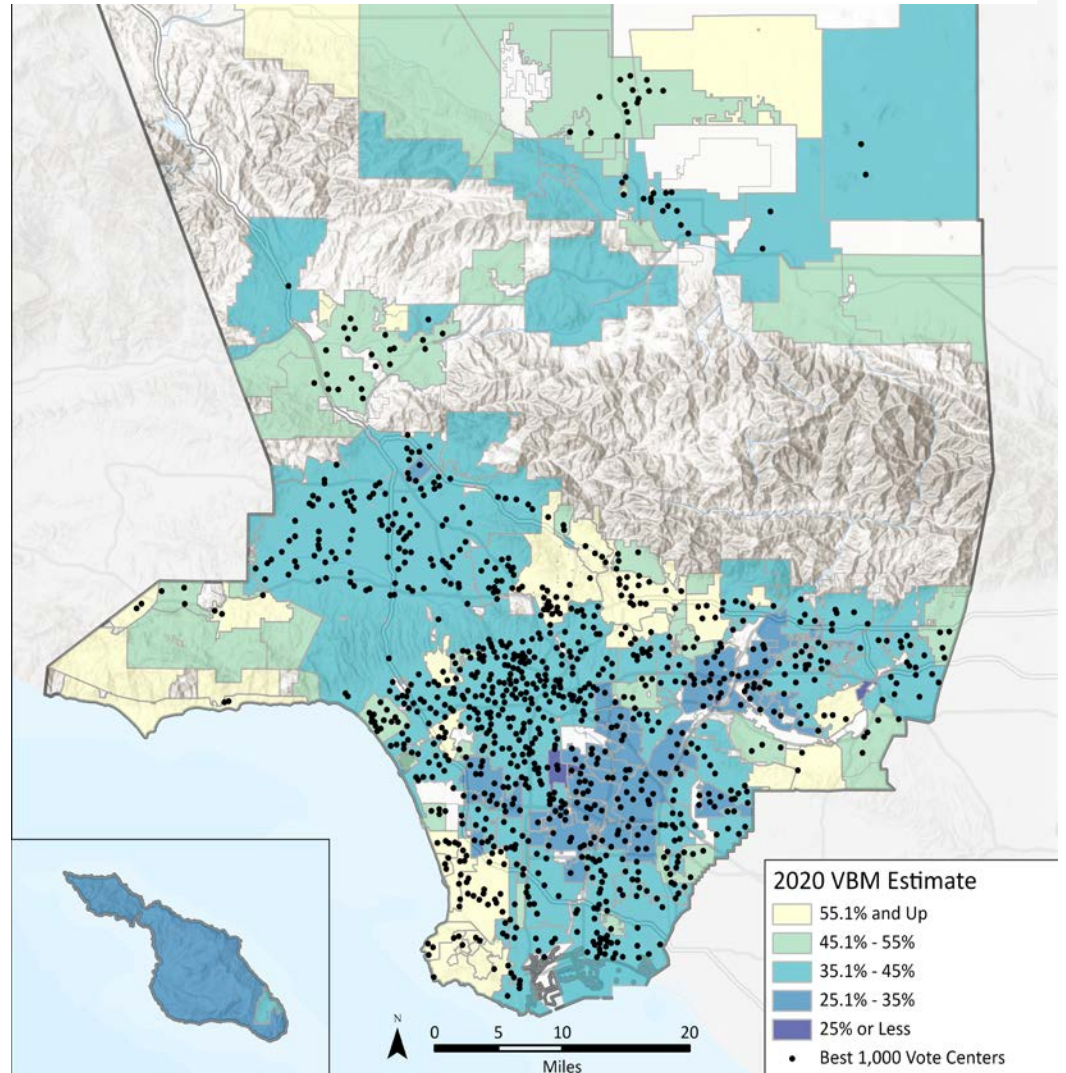 2020 VBM Estimate
55.1% and Up
45.1% - 55%
35.1% - 45%
25.1% - 35%
25% or Less
Best 1,000 Vote Centers
N
0 5 10 20
Miles